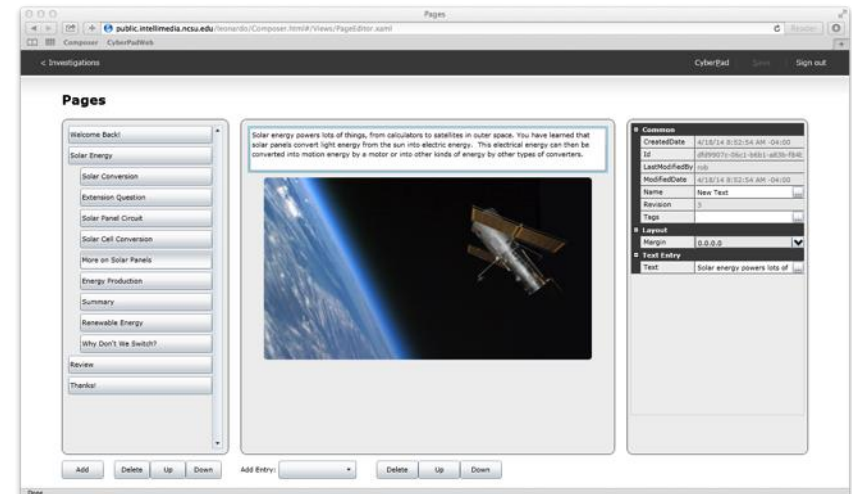 Pages
public.intellimedia.ncsu.edu/leonardo/Composer.html#/Views/PageEditor.xaml
Reader
Composer CyberPadWeb
< Investigations
CyberPad Save Sign out
Pages
Welcome Back!
Solar Energy
Solar Conversion
Extension Question
Solar Panel Circuit
Solar Cell Conversion
More on Solar Panels
Energy Production
Summary
Renewable Energy
Why Don't We Switch?
Review
Thanks!
Add Delete Up Down
Solar energy powers lots of things, from calculators to satellites in outer space. You have learned that
solar panels convert light energy from the sun into electric energy. This electrical energy can then be
converted into motion energy by a motor or into other kinds of energy by other types of converters.
Add Entry: Delete Up Down
Common
CreatedDate 4/18/14 8:52:54 AM -04:00
Id
LastModifiedBy rob
ModifiedDate 4/18/14 8:52:54 AM -04:00
Name New Text ...
Revision 3
Tags ...
Layout
Margin 0,0,0,0
Text Entry
Text Solar energy powers lots of ...
Done